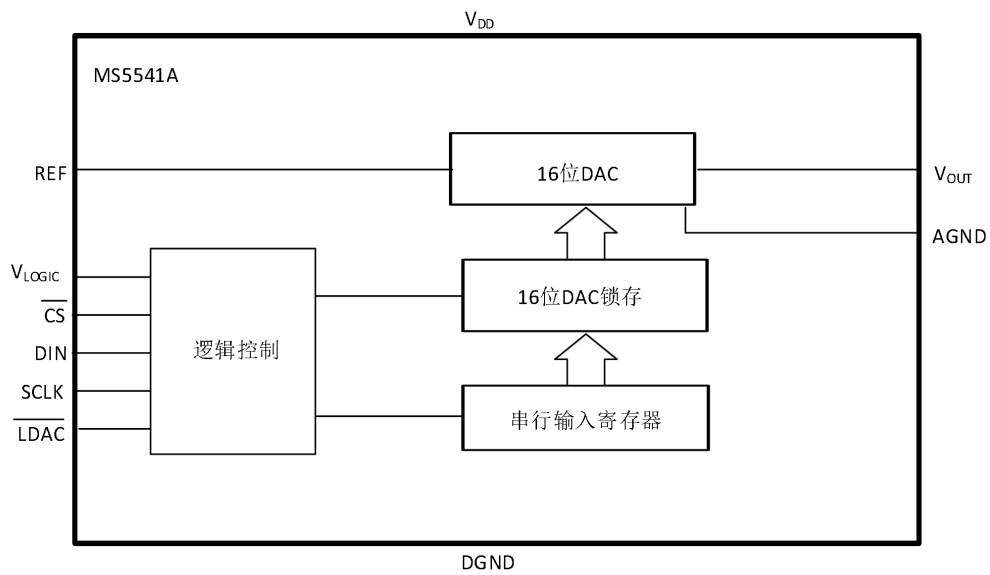 VDD
MS5541A
REF
16位DAC
VOUT
AGND
VLOGIC
CS
DIN
SCLK
LDAC
逻辑控制
16位DAC锁存
串行输入寄存器
DGND